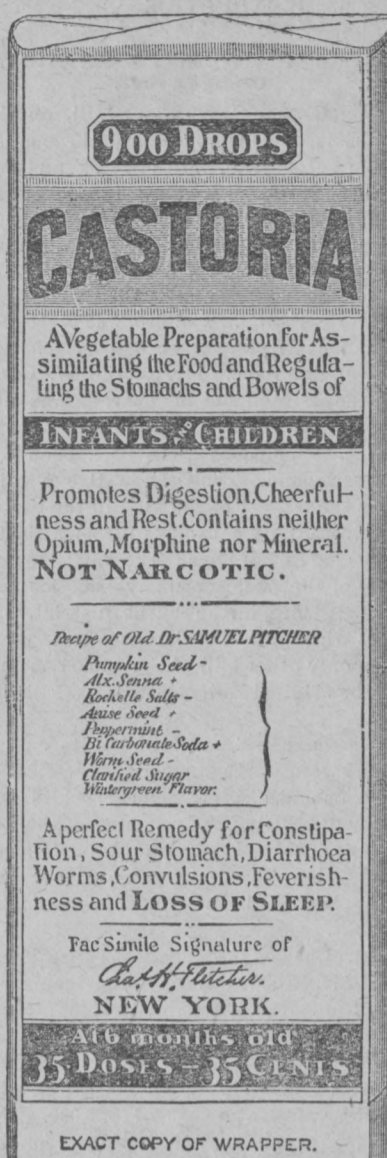 900 DROPS
CASTORIA
A Vegetable Preparation for As-
similating the Food and Regula-
ting the Stomachs and Bowels of
INFANTS AND CHILDREN
Promotes Digestion, Cheerful-
ness and Rest. Contains neither
Opium, Morphine nor Mineral.
NOT NARCOTIC.
Recipe of Old Dr SAMUEL PITCHER
Pumpkin Seed -
Alx. Senna +
Rochelle Salts -
Anise Seed +
Peppermint -
Bi Carbonate Soda +
Worm Seed -
Clarified Sugar
Wintergreen Flavor.
A perfect Remedy for Constipa-
tion, Sour Stomach, Diarrhoea
Worms, Convulsions, Feverish-
ness and LOSS OF SLEEP.
Fac Simile Signature of
Chas. H. Fletcher.
NEW YORK.
At 6 months old
35 DOSES - 35 CENTS
EXACT COPY OF WRAPPER.